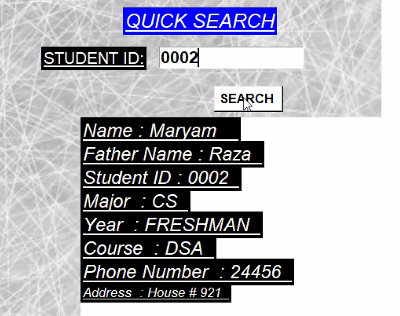 QUICK SEARCH
STUDENT ID: 0002
SEARCH
Name : Maryam
Father Name : Raza
Student ID : 0002
Major : CS
Year : FRESHMAN
Course : DSA
Phone Number : 24456
Address : House # 921